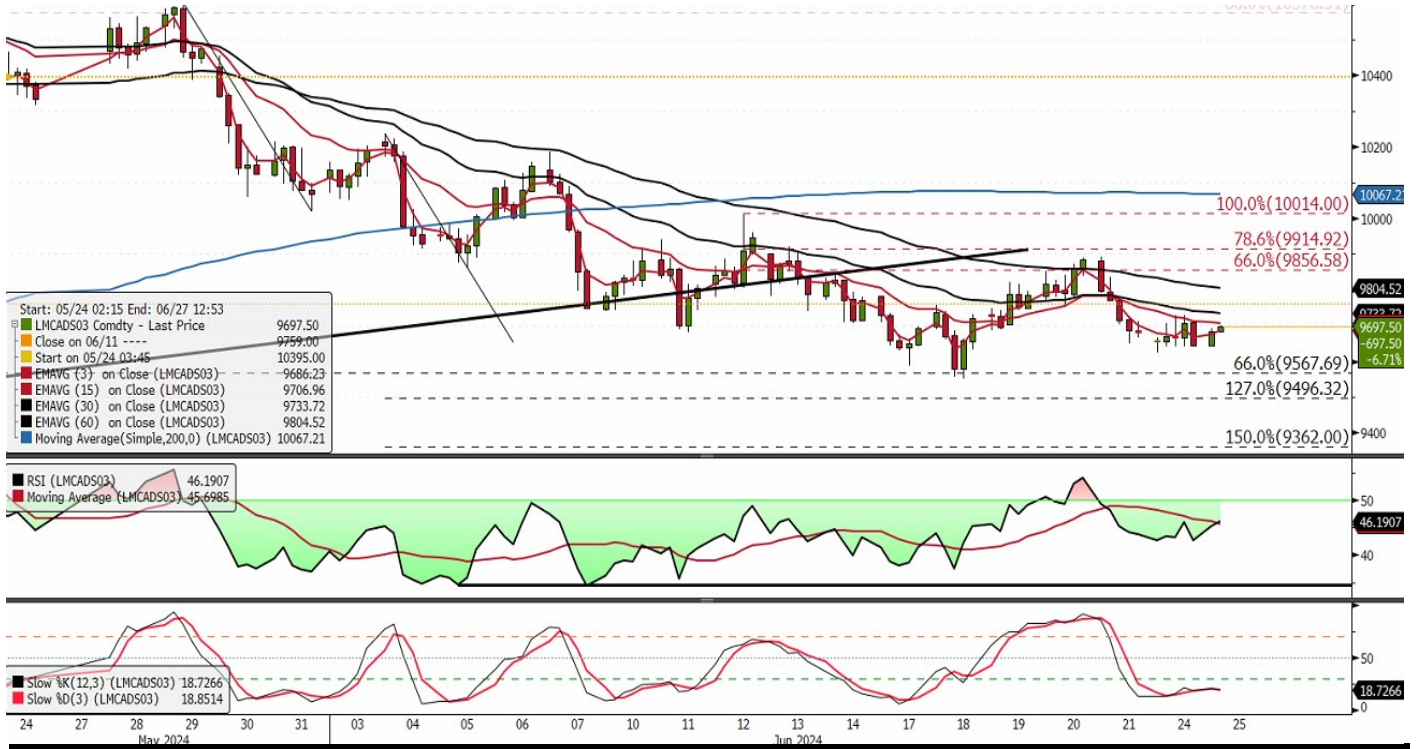 10400
10200
10067.21
10000
100.0%(10014.00)
78.6%(9914.92)
66.0%(9856.58)
9804.52
9733.72
9697.50
-697.50
-6.71%
66.0%(9567.69)
127.0%(9496.32)
9400
150.0%(9362.00)
Start: 05/24 02:15 End: 06/27 12:53
LMCADS03 Comdty - Last Price 9697.50
Close on 06/11 ---- 9759.00
Start on 05/24 03:45 10395.00
EMAVG (3) on Close (LMCADS03) 9686.23
EMAVG (15) on Close (LMCADS03) 9706.96
EMAVG (30) on Close (LMCADS03) 9733.72
EMAVG (60) on Close (LMCADS03) 9804.52
Moving Average(Simple,200,0) (LMCADS03) 10067.21
RSI (LMCADS03) 46.1907
Moving Average (LMCADS03) 45.6985
50
46.1907
40
50
18.7266
0
Slow %K(12,3) (LMCADS03) 18.7266
Slow %D(3) (LMCADS03) 18.8514
24 27 28 29 30 31 03 04 05 06 07 10 11 12 13 14 17 18 19 20 21 24 25
May 2024 Jun 2024